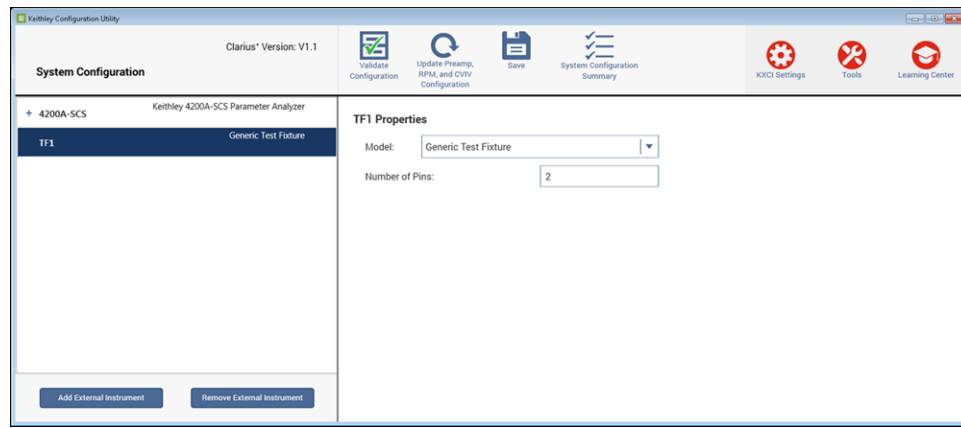 Keithley Configuration Utility
Clarius⁺ Version: V1.1
System Configuration
Validate
Configuration
Update Preamp,
RPM, and CVIV
Configuration
Save
System Configuration
Summary
KXCI Settings
Tools
Learning Center
+ 4200A-SCS Keithley 4200A-SCS Parameter Analyzer
TF1 Generic Test Fixture
TF1 Properties
Model: Generic Test Fixture
Number of Pins: 2
Add External Instrument Remove External Instrument